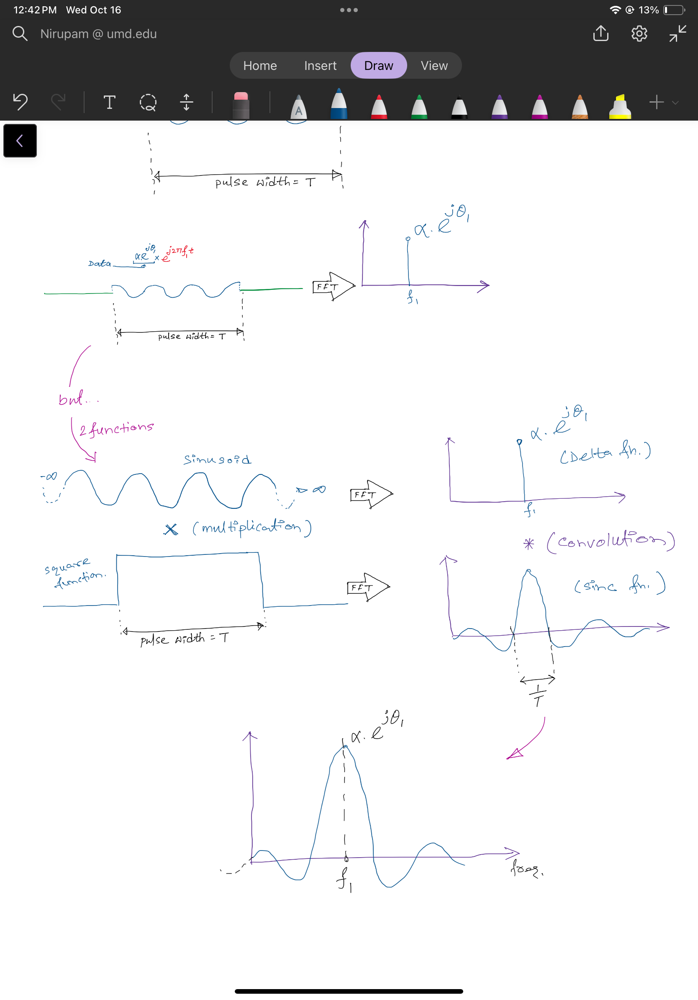 12:42 PM Wed Oct 16
13%
Nirupam @ umd.edu
Home Insert Draw View
T
A
pulse width = T
α. e^jθ₁
Data αe^jθ₁ × e^j2πf₁t
FFT
f₁
pulse width = T
but...
2 functions
α. e^jθ₁
(Delta fn.)
sinusoid
-∞
∞
FFT
f₁
× (multiplication)
* (convolution)
square
function.
FFT
(sinc fn.)
pulse width = T
1/T
α. e^jθ₁
freq.
f₁